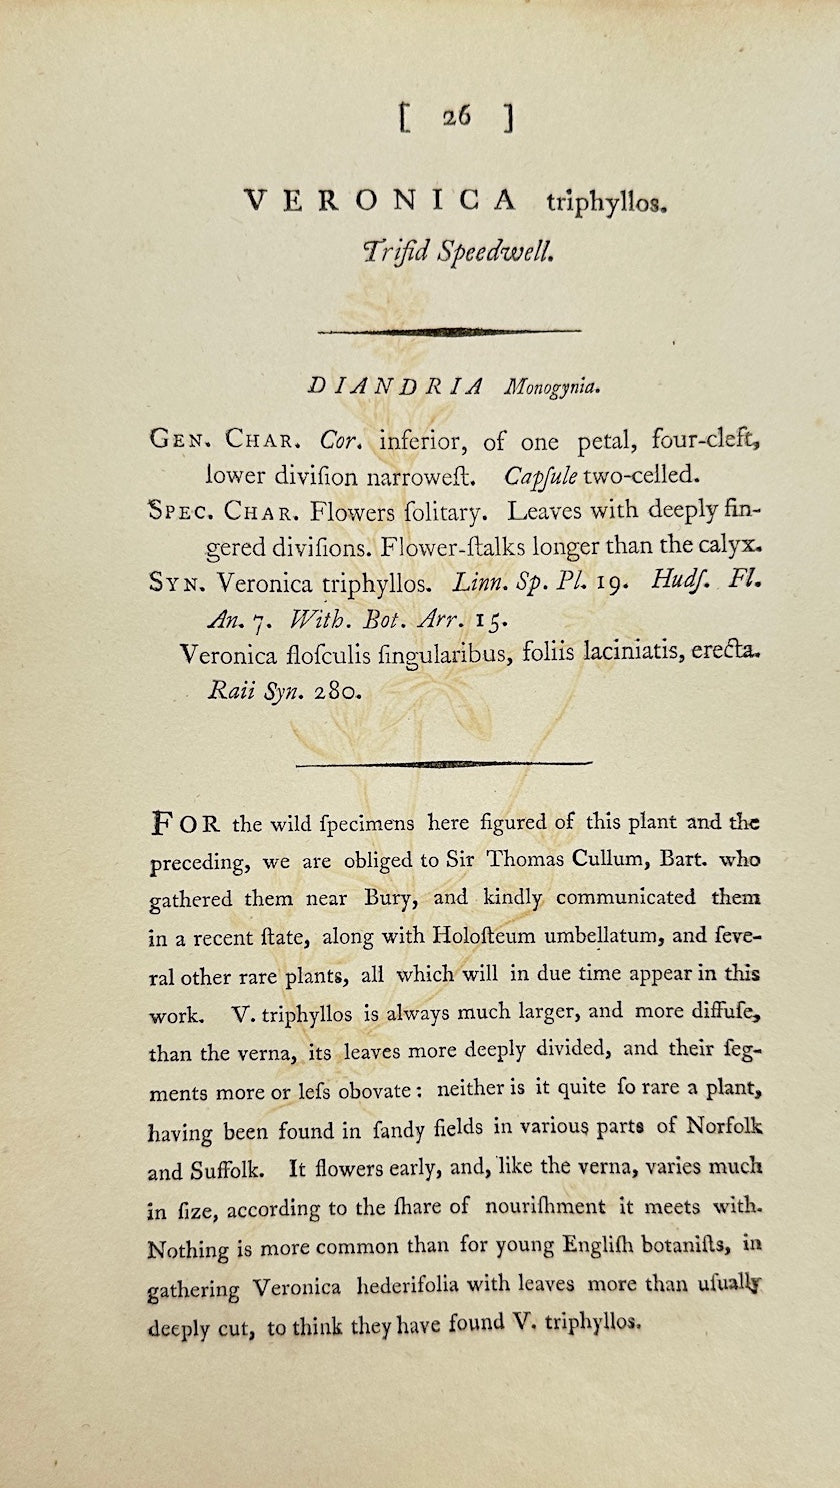 [ 26 ]
VERONICA triphyllos.
Trifid Speedwell.
DIANDRIA Monogynia.
GEN. CHAR. Cor. inferior, of one petal, four-cleft,
lower diviſion narroweſt. Capſule two-celled.
SPEC. CHAR. Flowers ſolitary. Leaves with deeply fin-
gered diviſions. Flower-ſtalks longer than the calyx.
SYN. Veronica triphyllos. Linn. Sp. Pl. 19. Hudſ. Fl.
An. 7. With. Bot. Arr. 15.
Veronica floſculis ſingularibus, foliis laciniatis, erecta.
Raii Syn. 280.
FOR the wild ſpecimens here figured of this plant and the
preceding, we are obliged to Sir Thomas Cullum, Bart. who
gathered them near Bury, and kindly communicated them
in a recent ſtate, along with Holoſteum umbellatum, and ſeve-
ral other rare plants, all which will in due time appear in this
work. V. triphyllos is always much larger, and more diffuſe,
than the verna, its leaves more deeply divided, and their ſeg-
ments more or leſs obovate: neither is it quite ſo rare a plant,
having been found in ſandy fields in various parts of Norfolk
and Suffolk. It flowers early, and, like the verna, varies much
in ſize, according to the ſhare of nouriſhment it meets with.
Nothing is more common than for young Engliſh botaniſts, in
gathering Veronica hederifolia with leaves more than uſually
deeply cut, to think they have found V. triphyllos.